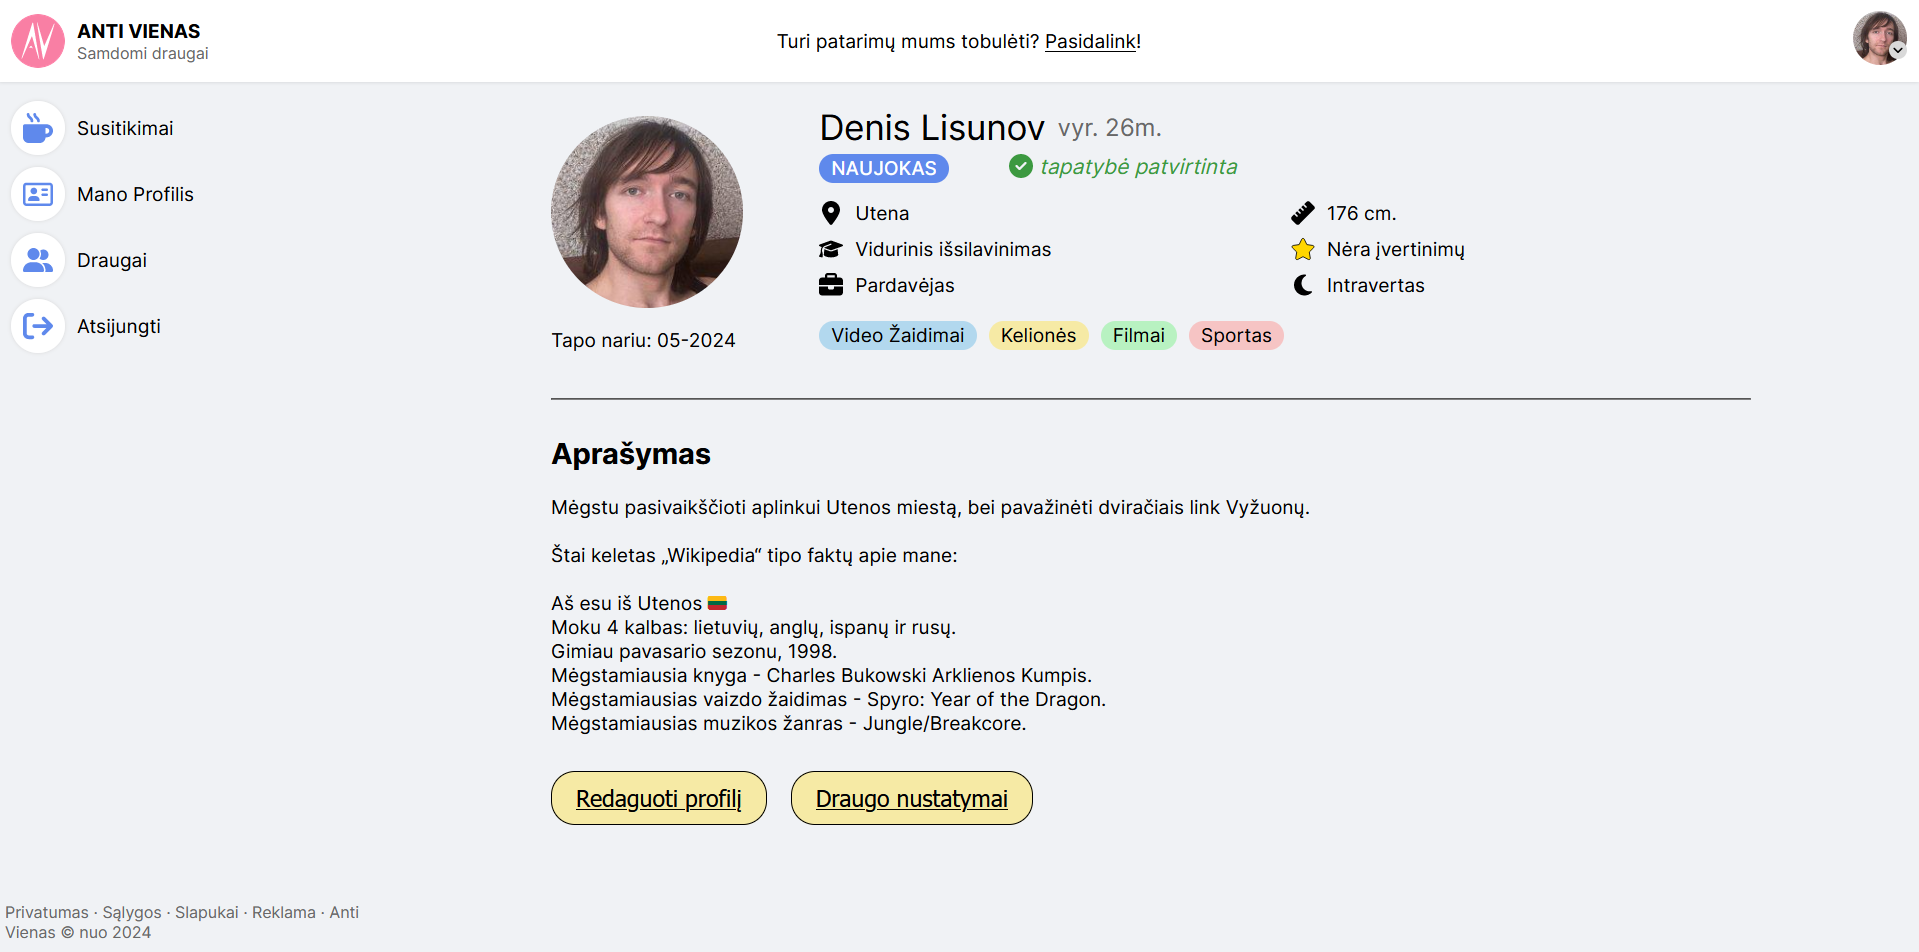 ANTI VIENAS
Samdomi draugai
Turi patarimų mums tobulėti? Pasidalink!
Susitikimai
Mano Profilis
Draugai
Atsijungti
Denis Lisunov vyr. 26m.
NAUJOKAS
tapatybė patvirtinta
Utena
176 cm.
Vidurinis išsilavinimas
Nėra įvertinimų
Pardavėjas
Intravertas
Video Žaidimai Kelionės Filmai Sportas
Tapo nariu: 05-2024
Aprašymas
Mėgstu pasivaikščioti aplinkui Utenos miestą, bei pavažinėti dviračiais link Vyžuonų.
Štai keletas „Wikipedia“ tipo faktų apie mane:
Aš esu iš Utenos 🇱🇹
Moku 4 kalbas: lietuvių, anglų, ispanų ir rusų.
Gimiau pavasario sezonu, 1998.
Mėgstamiausia knyga - Charles Bukowski Arklienos Kumpis.
Mėgstamiausias vaizdo žaidimas - Spyro: Year of the Dragon.
Mėgstamiausias muzikos žanras - Jungle/Breakcore.
Redaguoti profilį
Draugo nustatymai
Privatumas · Sąlygos · Slapukai · Reklama · Anti
Vienas © nuo 2024